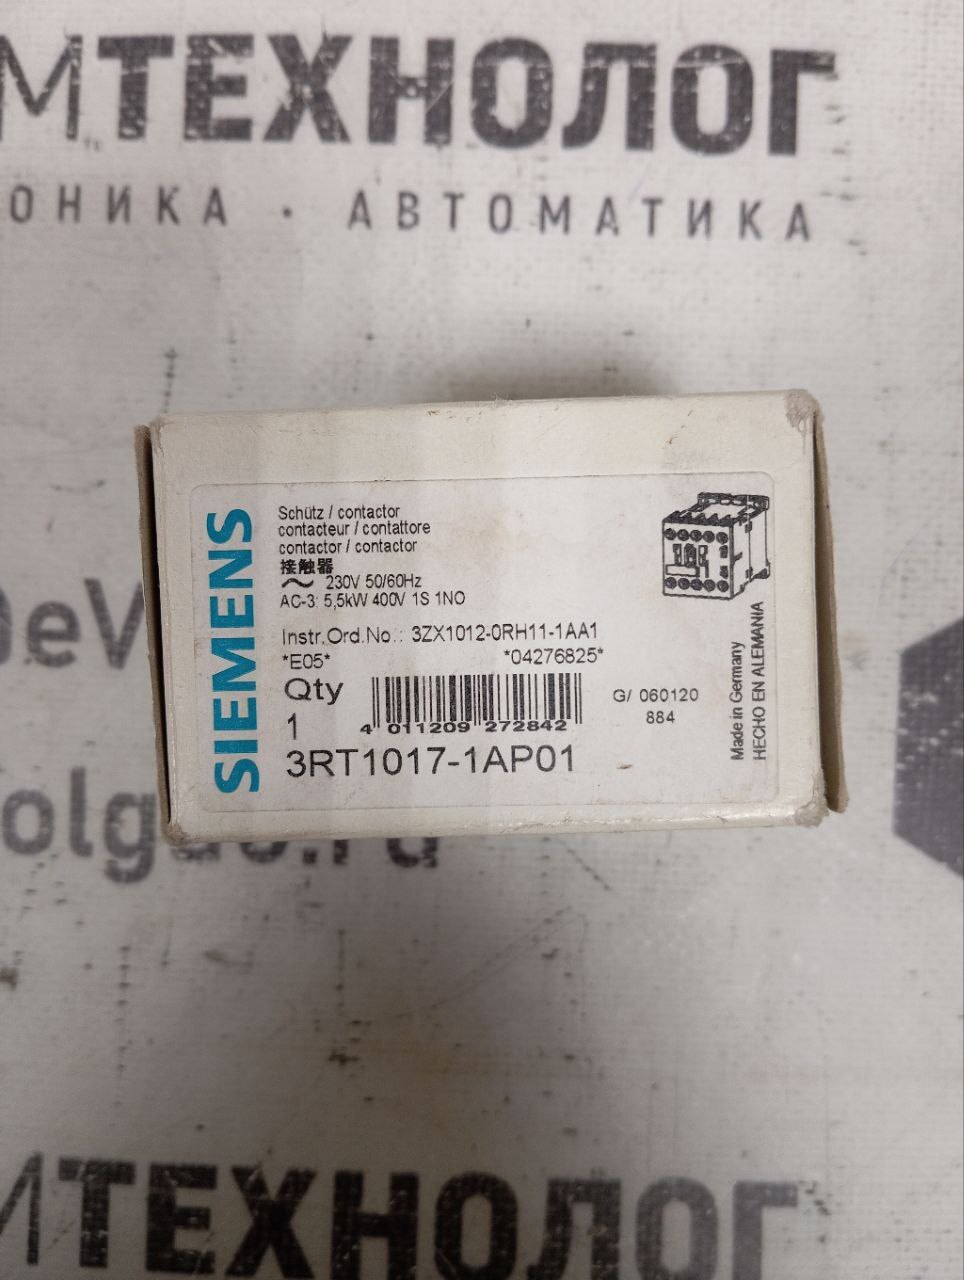 МТЕХНОЛОГ
ОНИКА · АВТОМАТИКА
SIEMENS
Schütz / contactor
contacteur / contattore
contactor / contactor
接触器
~ 230V 50/60Hz
AC-3: 5,5kW 400V 1S 1NO
Instr.Ord.No.: 3ZX1012-0RH11-1AA1
*E05* *04276825*
Qty
1
4 011209 272842
3RT1017-1AP01
G/ 060120
884
Made in Germany
HECHO EN ALEMANIA
DeV
МТЕХНОЛОГ